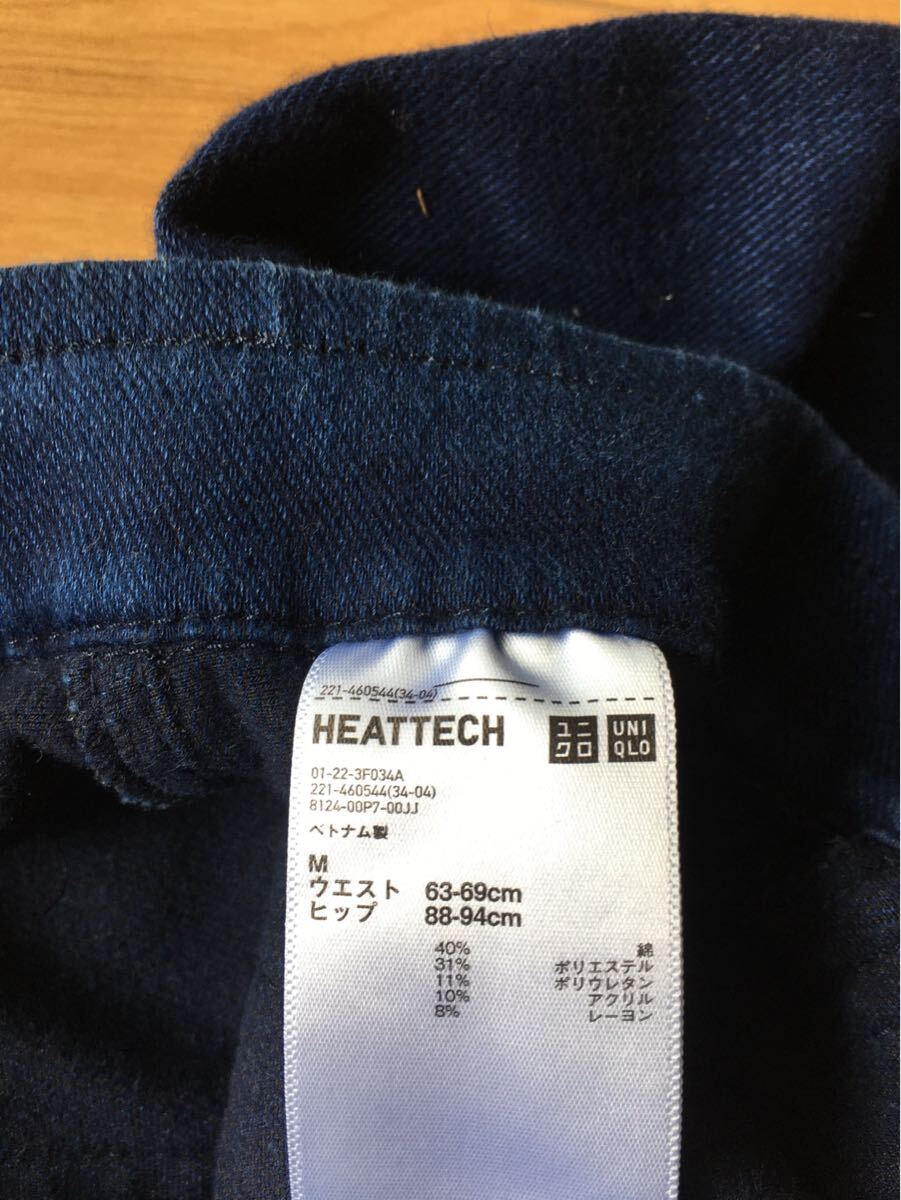 221-460544(34-04)
HEATTECH
ユニ
クロ
UNI
QLO
01-22-3F034A
221-460544(34-04)
8124-00P7-00JJ
ベトナム製
M
ウエスト 63-69cm
ヒップ 88-94cm
40% 綿
31% ポリエステル
11% ポリウレタン
10% アクリル
8% レーヨン